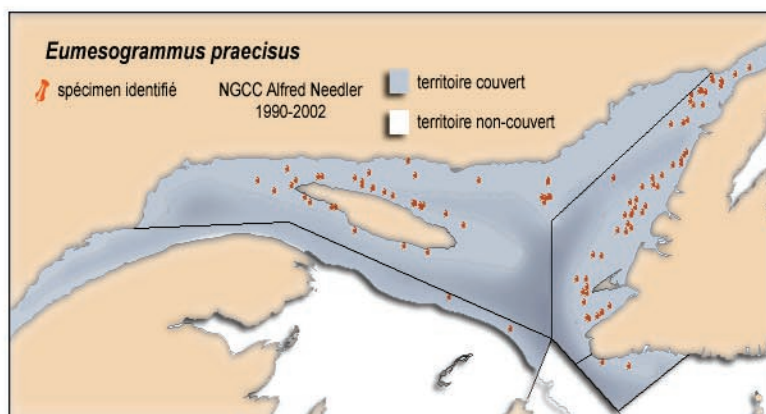 Eumesogrammus praecisus
spécimen identifié
NGCC Alfred Needler
1990-2002
territoire couvert
territoire non-couvert